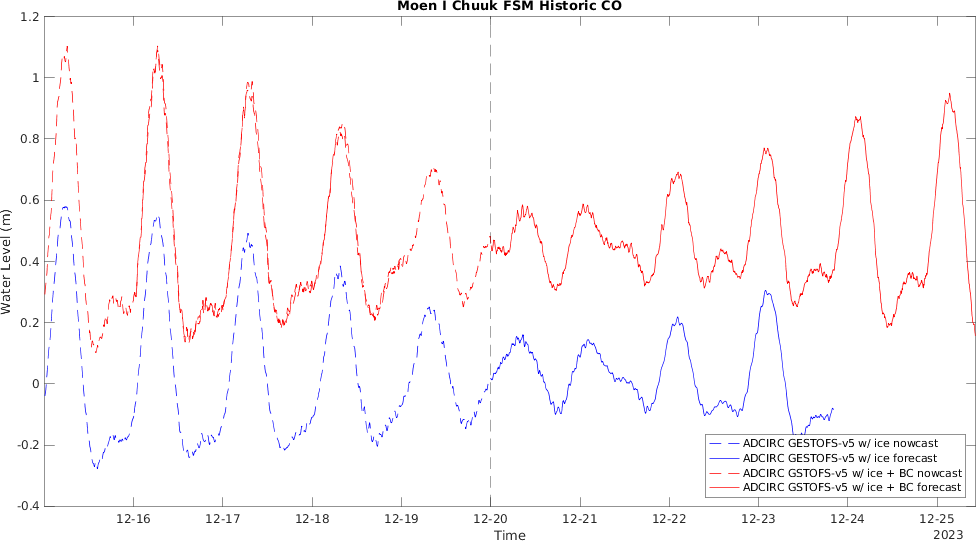 Moen I Chuuk FSM Historic CO
1.2
1
0.8
0.6
0.4
0.2
0
-0.2
-0.4
Water Level (m)
12-16 12-17 12-18 12-19 12-20 12-21 12-22 12-23 12-24 12-25
Time
2023
ADCIRC GESTOFS-v5 w/ ice nowcast
ADCIRC GESTOFS-v5 w/ ice forecast
ADCIRC GSTOFS-v5 w/ ice + BC nowcast
ADCIRC GSTOFS-v5 w/ ice + BC forecast